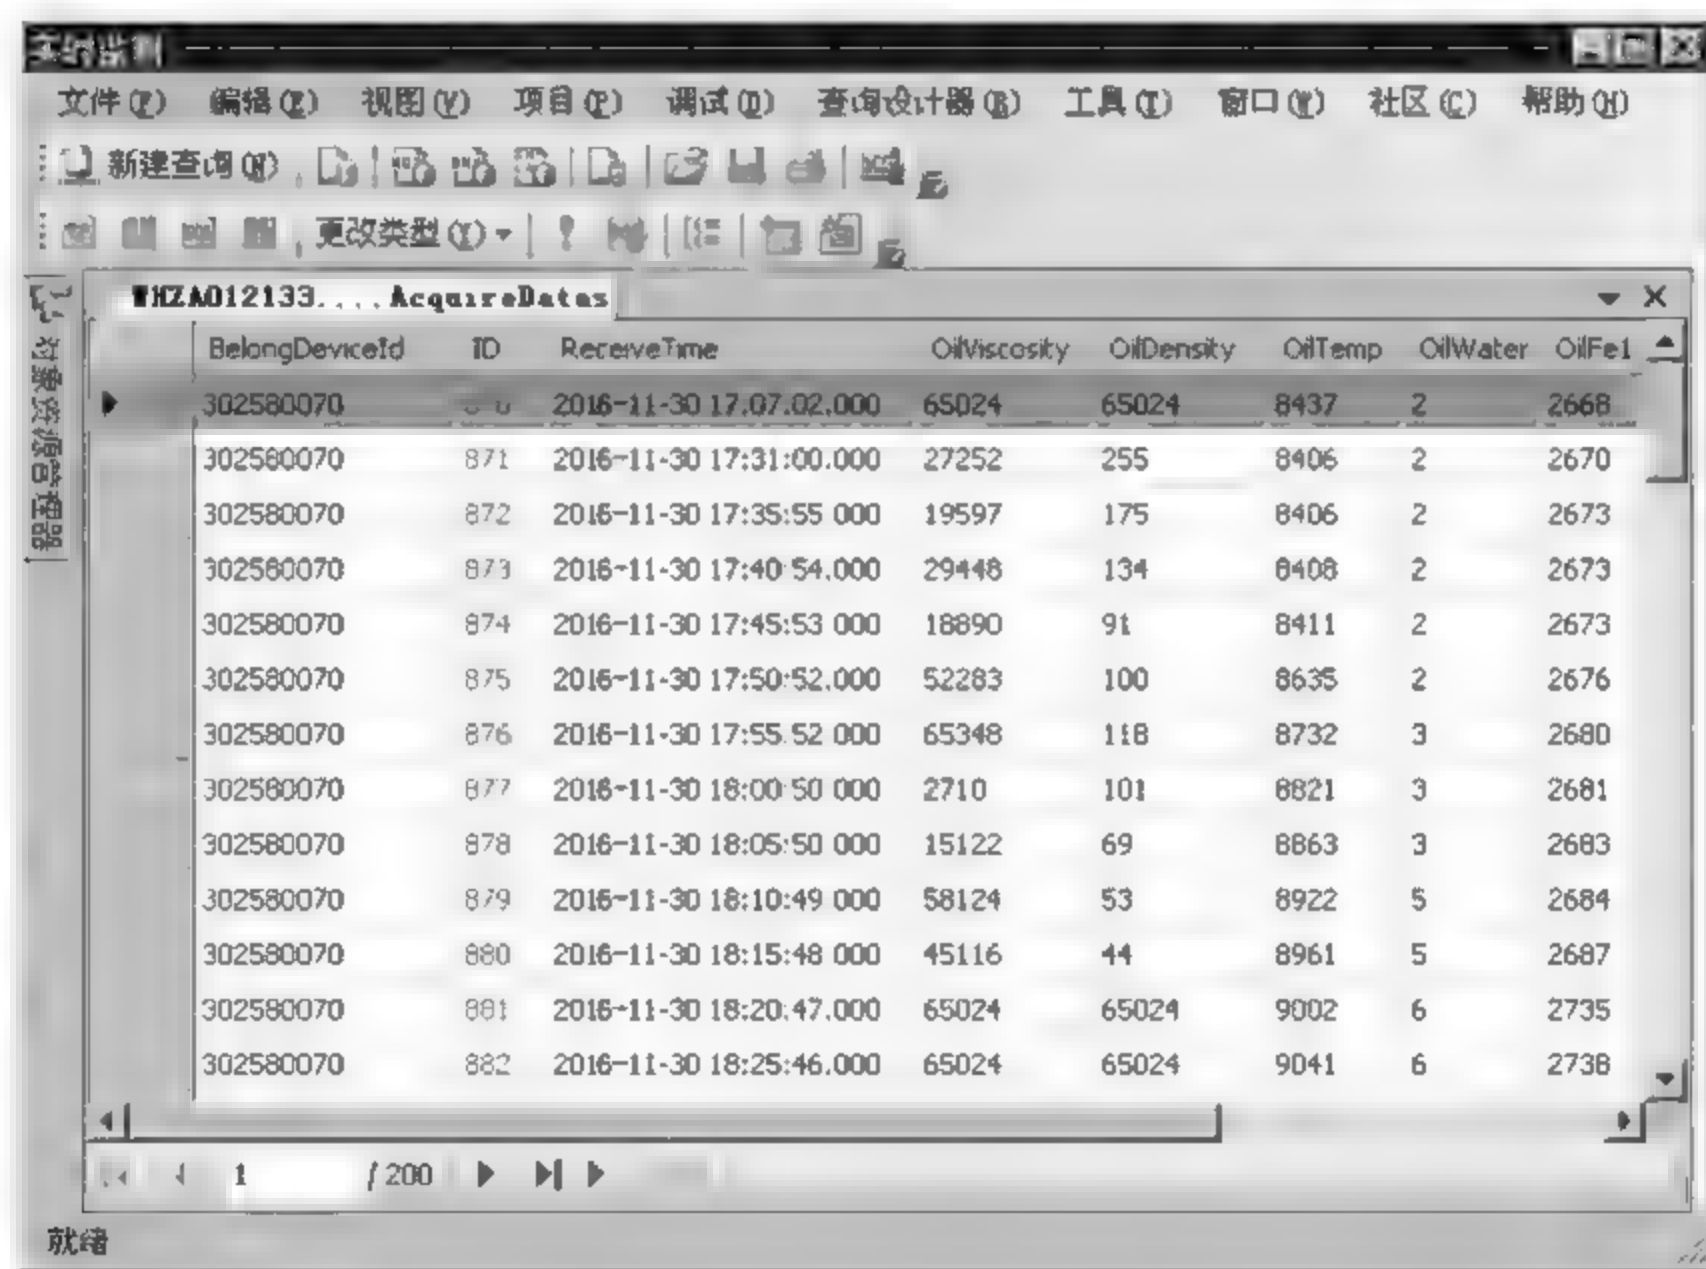 实时监测
文件(F) 编辑(E) 视图(V) 项目(P) 调试(D) 查询设计器(R) 工具(T) 窗口(W) 社区(C) 帮助(H)
新建查询(N)
更改类型(Y)
对象资源管理器
WHZA012133....AcquireDatas
BelongDeviceId ID ReceiveTime OilViscosity OilDensity OilTemp OilWater OilFe1
302580070 2016-11-30 17:07:02.000 65024 65024 8437 2 2668
302580070 871 2016-11-30 17:31:00.000 27252 255 8406 2 2670
302580070 872 2016-11-30 17:35:55.000 19597 175 8406 2 2673
302580070 873 2016-11-30 17:40:54.000 29448 134 8408 2 2673
302580070 874 2016-11-30 17:45:53.000 18890 91 8411 2 2673
302580070 875 2016-11-30 17:50:52.000 52283 100 8635 2 2676
302580070 876 2016-11-30 17:55:52.000 65348 118 8732 3 2680
302580070 877 2016-11-30 18:00:50.000 2710 101 8821 3 2681
302580070 878 2016-11-30 18:05:50.000 15122 69 8863 3 2683
302580070 879 2016-11-30 18:10:49.000 58124 53 8922 5 2684
302580070 880 2016-11-30 18:15:48.000 45116 44 8961 5 2687
302580070 881 2016-11-30 18:20:47.000 65024 65024 9002 6 2735
302580070 882 2016-11-30 18:25:46.000 65024 65024 9041 6 2738
1 / 200
就绪